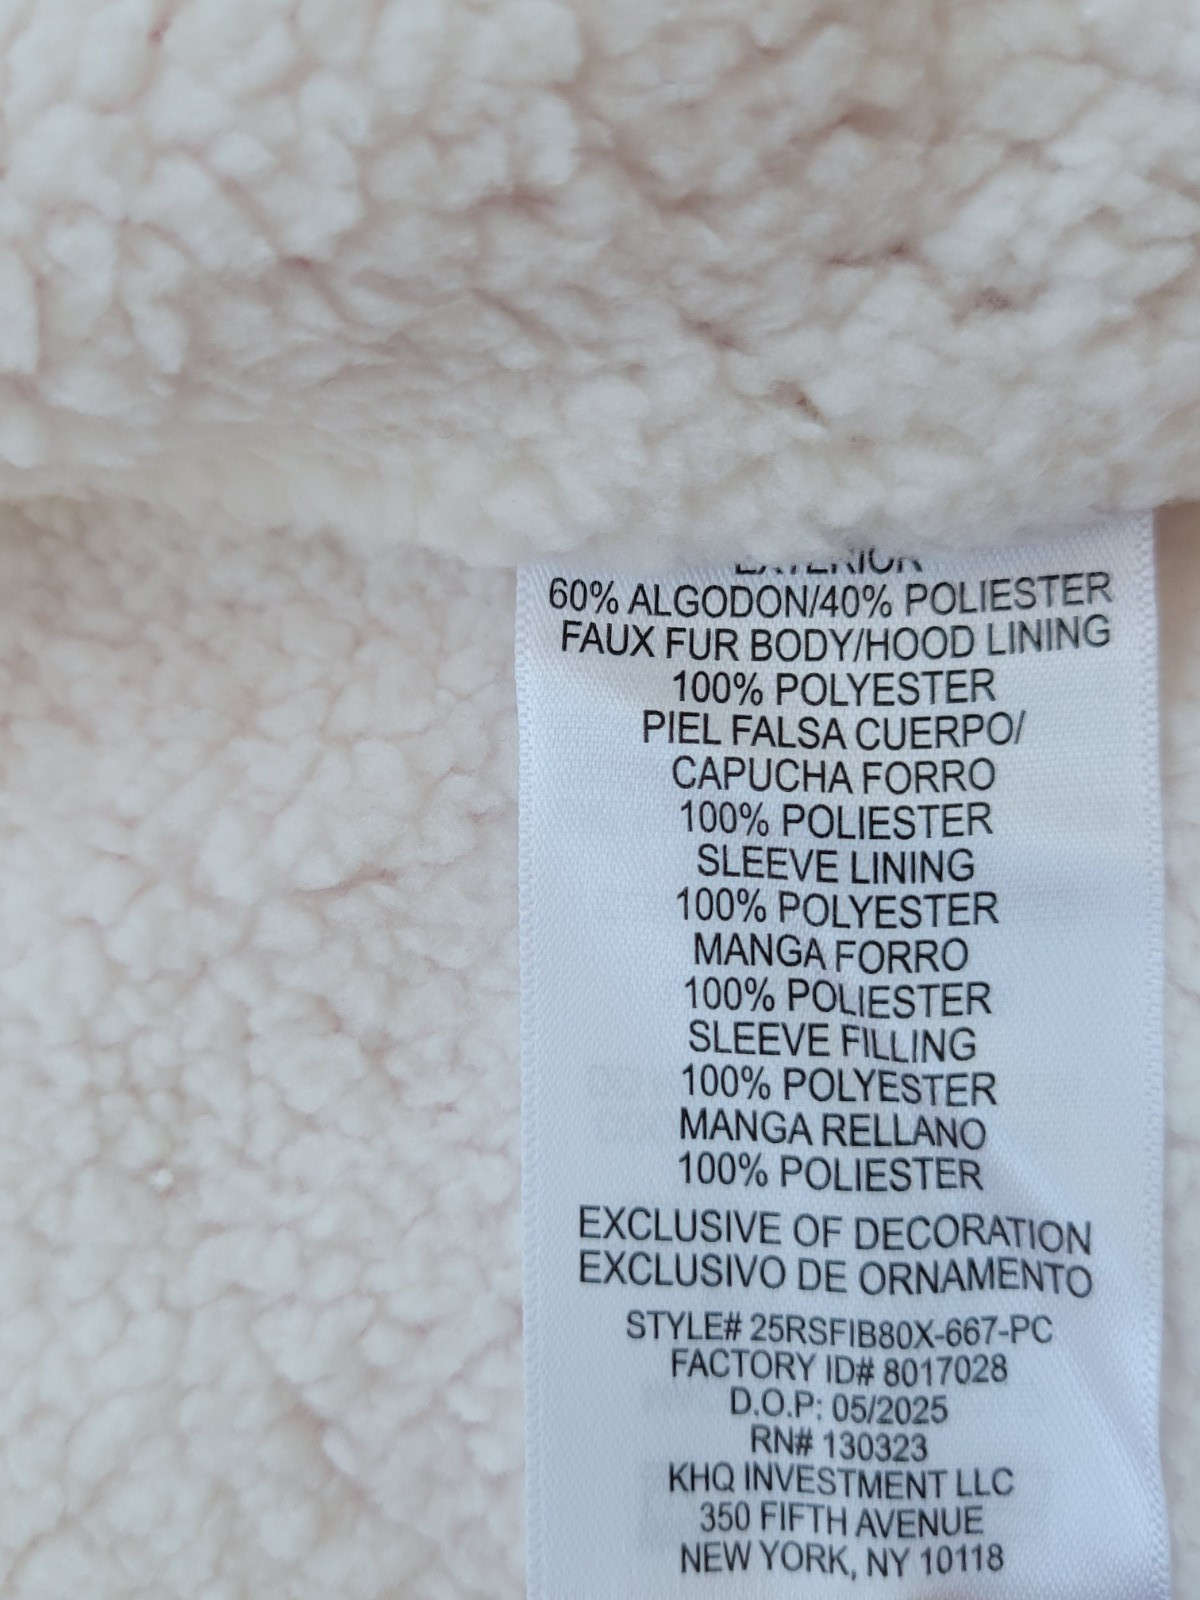 EXTERIOR
60% ALGODON/40% POLIESTER
FAUX FUR BODY/HOOD LINING
100% POLYESTER
PIEL FALSA CUERPO/
CAPUCHA FORRO
100% POLIESTER
SLEEVE LINING
100% POLYESTER
MANGA FORRO
100% POLIESTER
SLEEVE FILLING
100% POLYESTER
MANGA RELLANO
100% POLIESTER
EXCLUSIVE OF DECORATION
EXCLUSIVO DE ORNAMENTO
STYLE# 25RSFIB80X-667-PC
FACTORY ID# 8017028
D.O.P: 05/2025
RN# 130323
KHQ INVESTMENT LLC
350 FIFTH AVENUE
NEW YORK, NY 10118